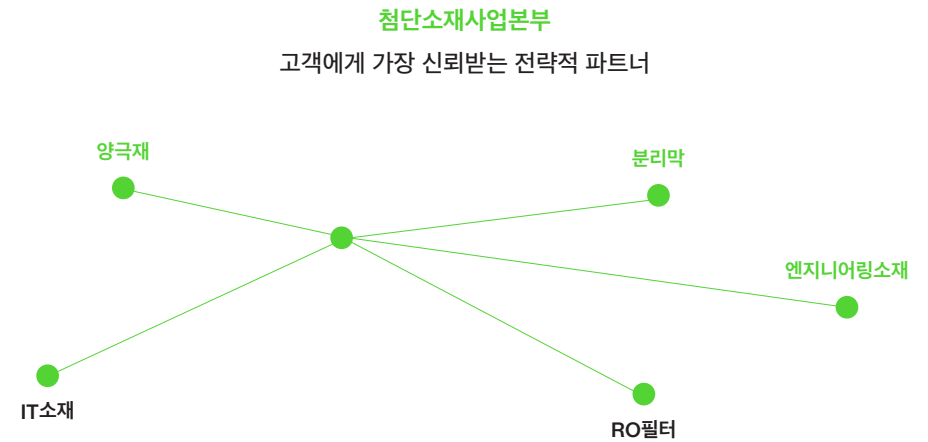 첨단소재사업본부
고객에게 가장 신뢰받는 전략적 파트너
양극재
분리막
엔지니어링소재
IT소재
RO필터